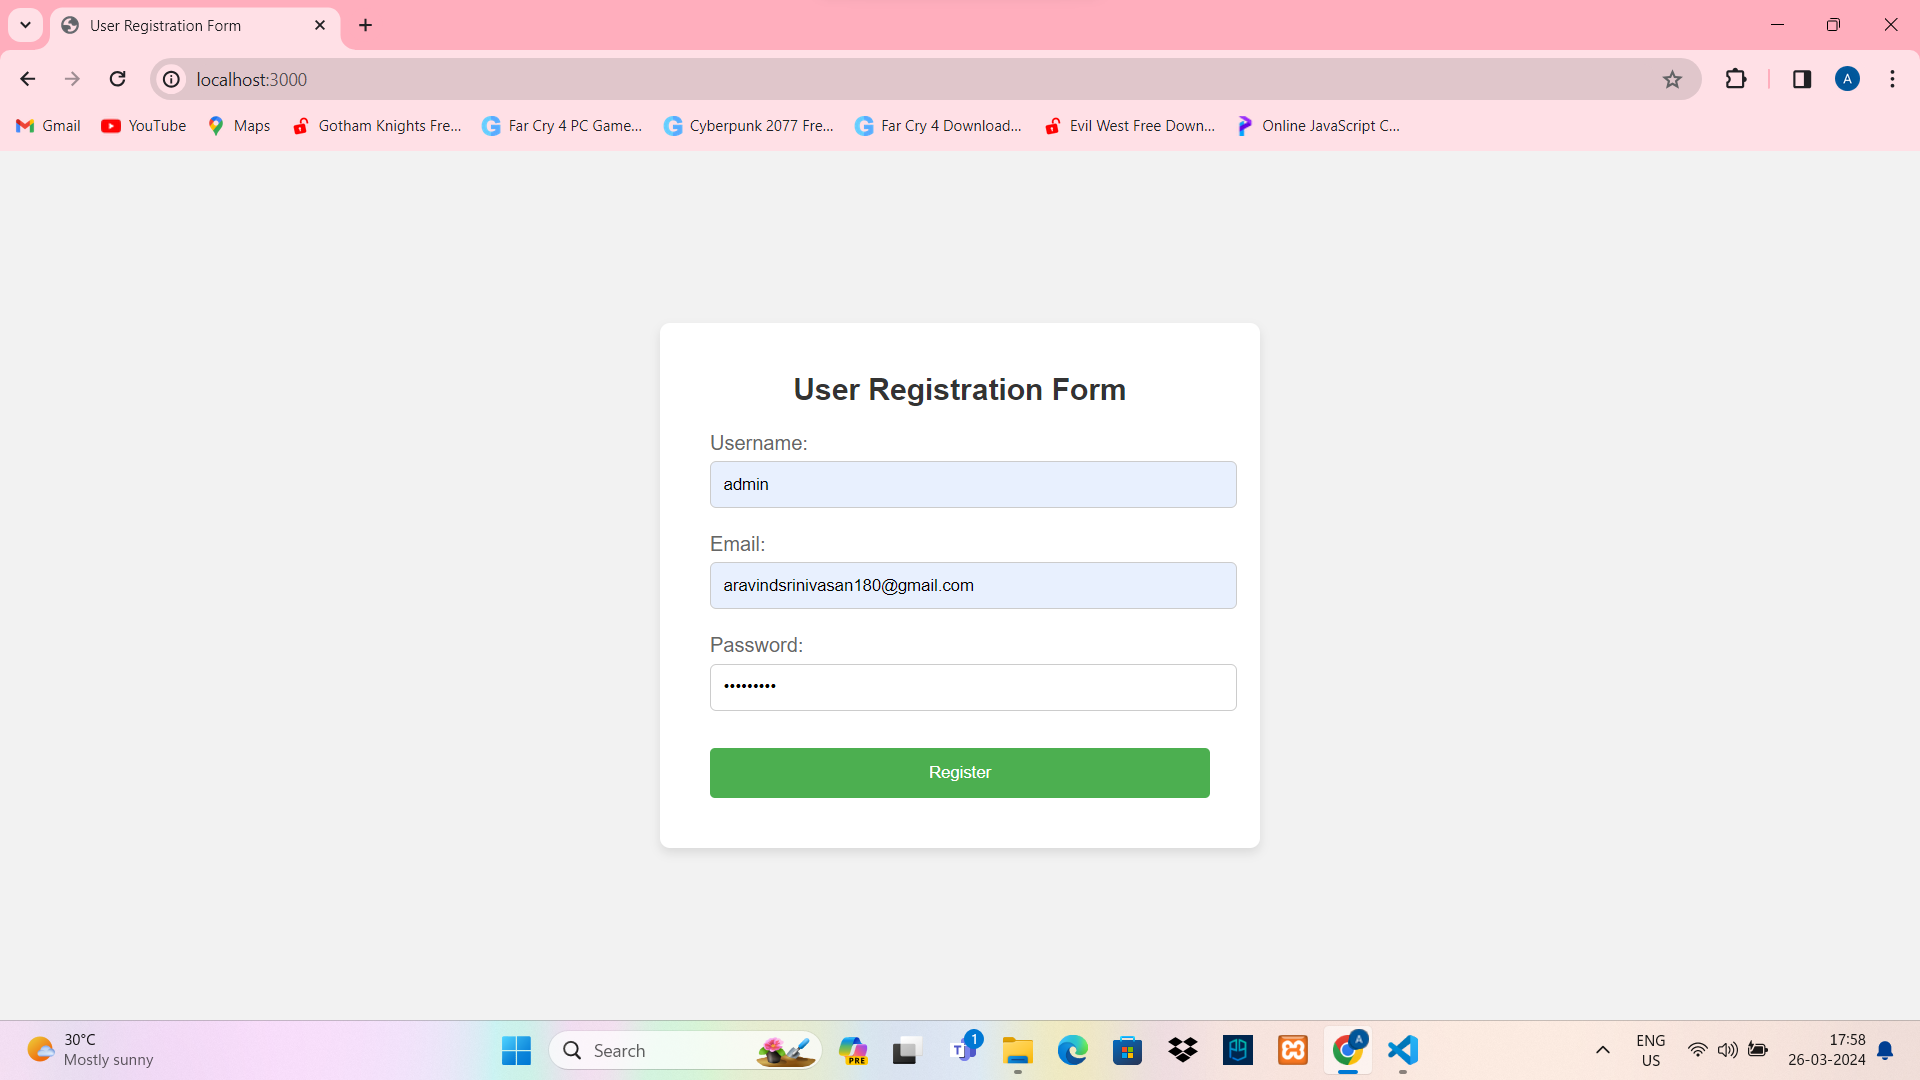 User Registration Form
localhost:3000
A
Gmail YouTube Maps Gotham Knights Fre... Far Cry 4 PC Game... Cyberpunk 2077 Fre... Far Cry 4 Download... Evil West Free Down... Online JavaScript C...
User Registration Form
Username:
admin
Email:
aravindsrinivasan180@gmail.com
Password:
•••••••••
Register
30°C
Mostly sunny
Search
PRE
T
1
A
ENG
US
17:58
26-03-2024